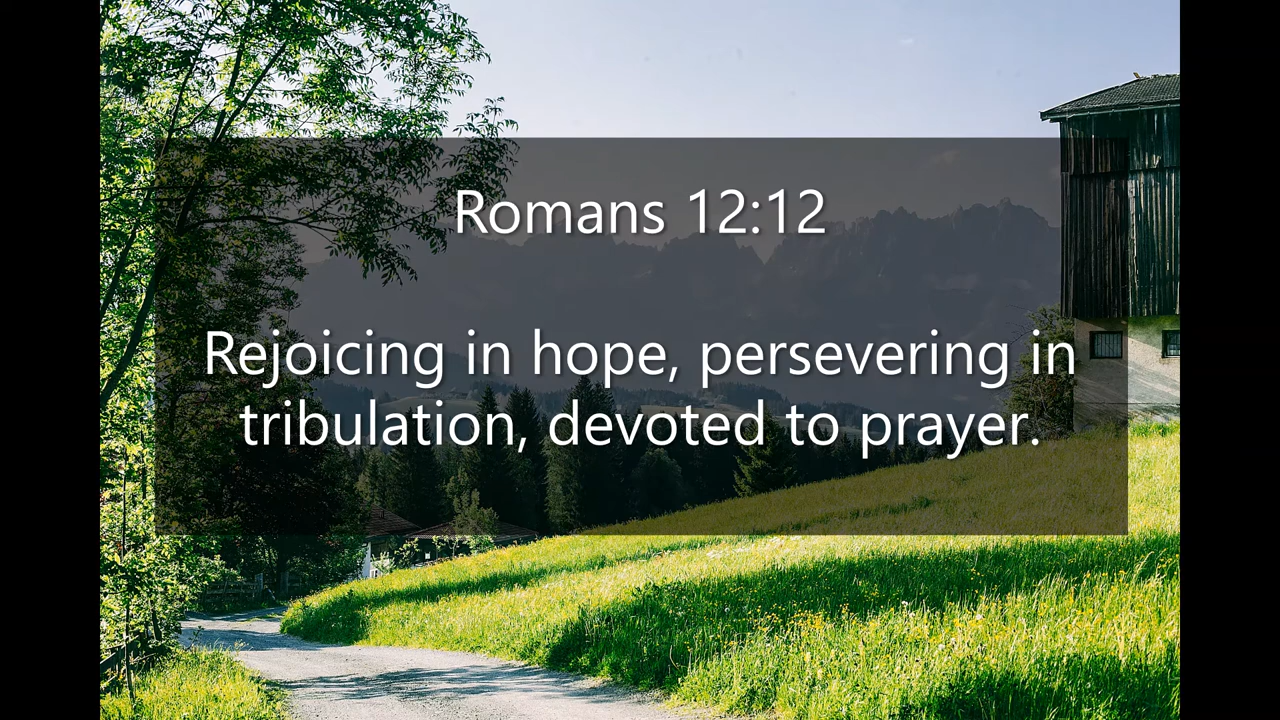 Romans 12:12
Rejoicing in hope, persevering in
tribulation, devoted to prayer.